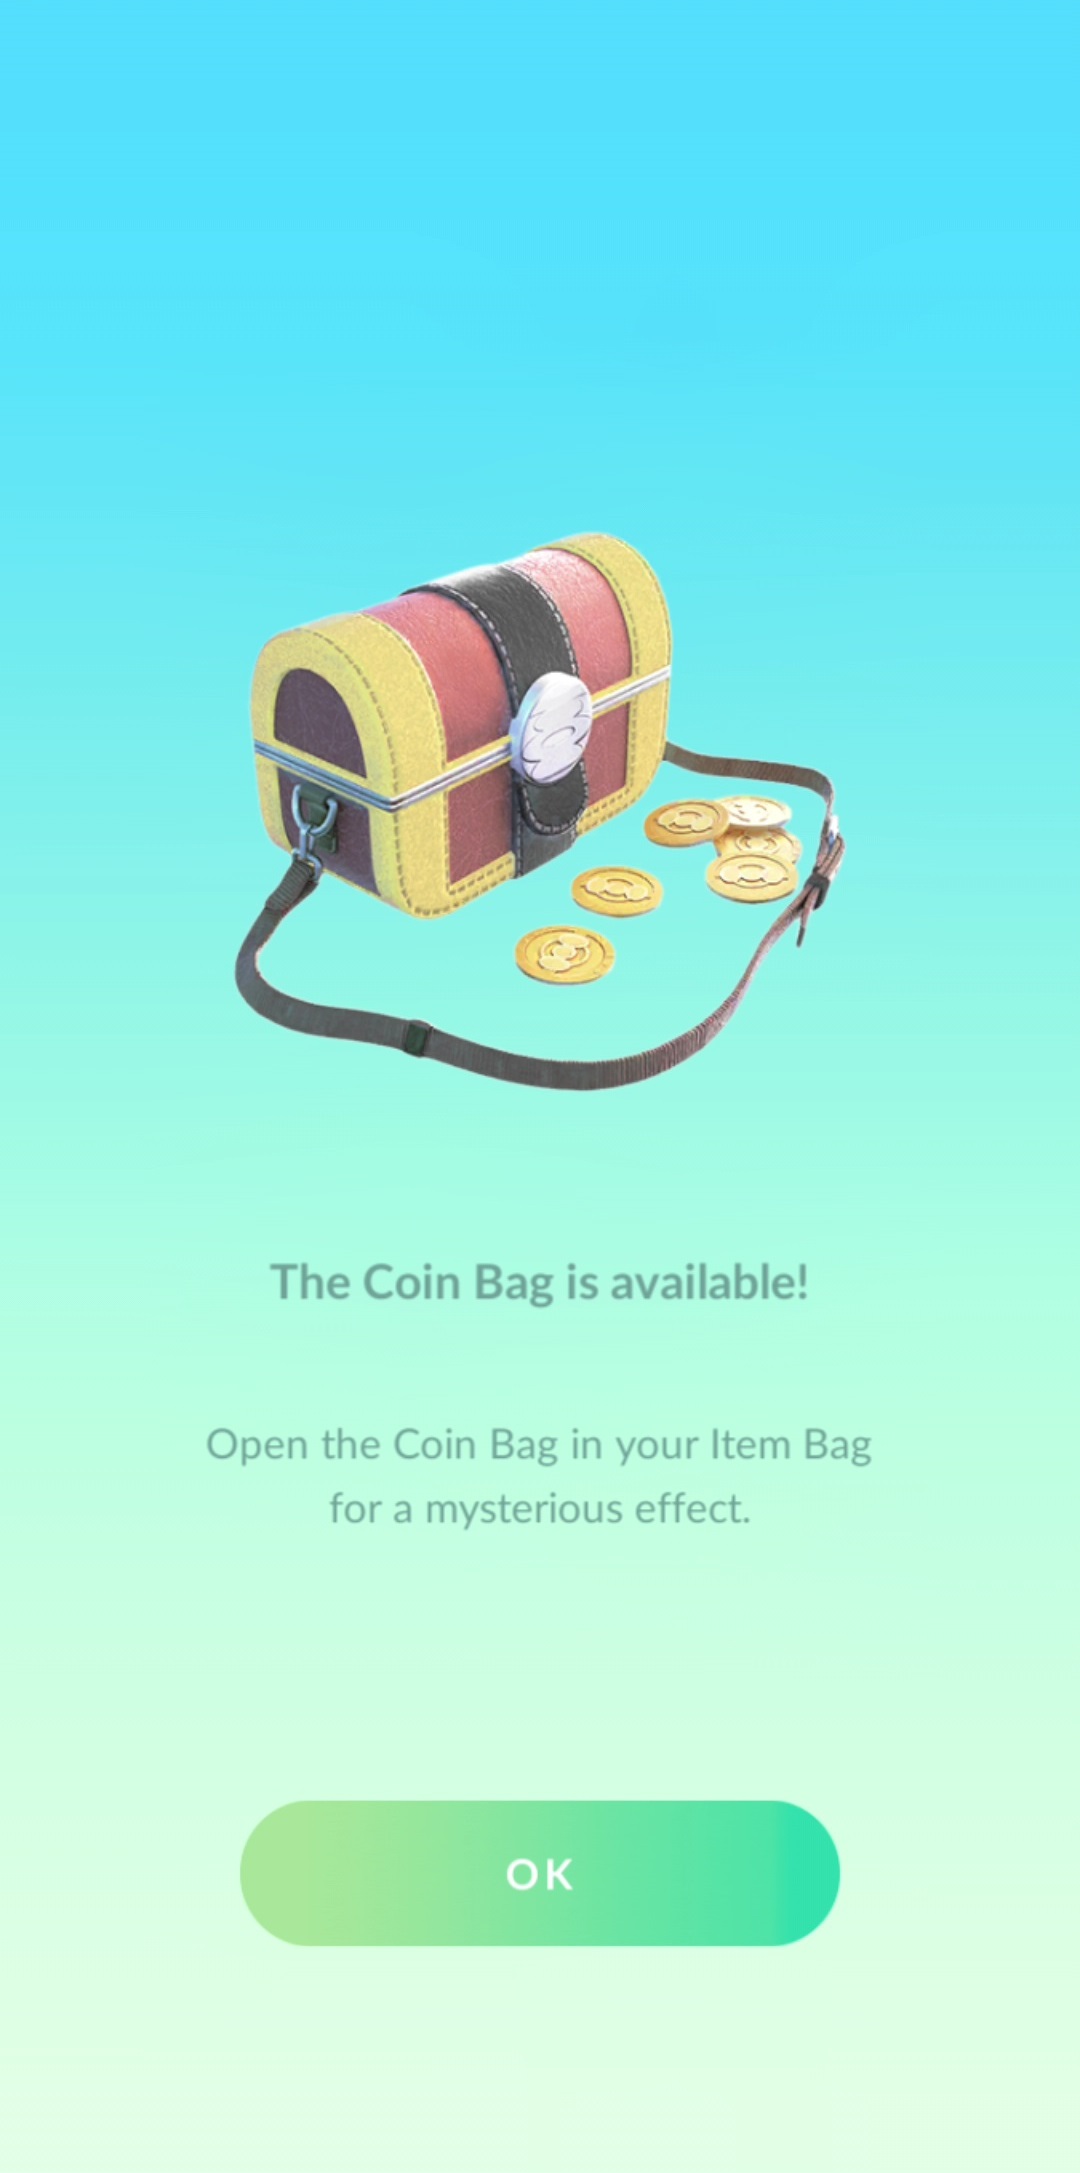 The Coin Bag is available!
Open the Coin Bag in your Item Bag
for a mysterious effect.
OK